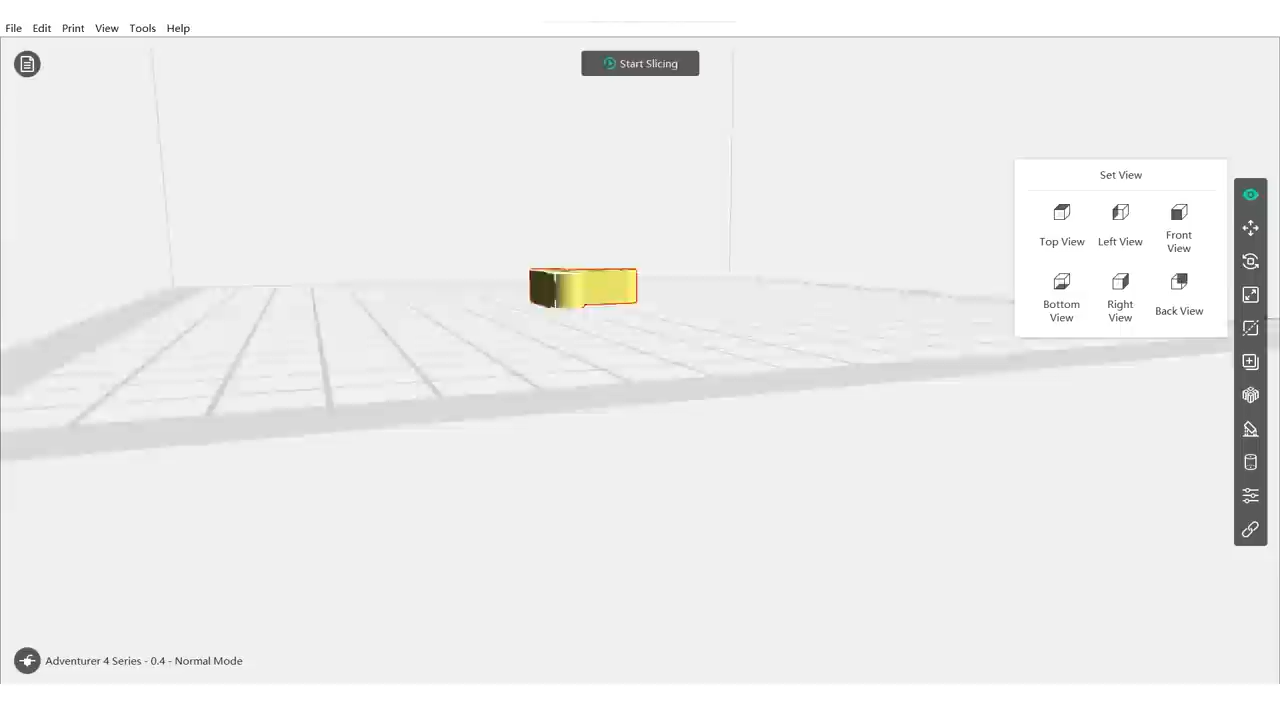 File Edit Print View Tools Help
Start Slicing
Set View
Top View Left View Front View
Bottom View Right View Back View
Adventurer 4 Series - 0.4 - Normal Mode